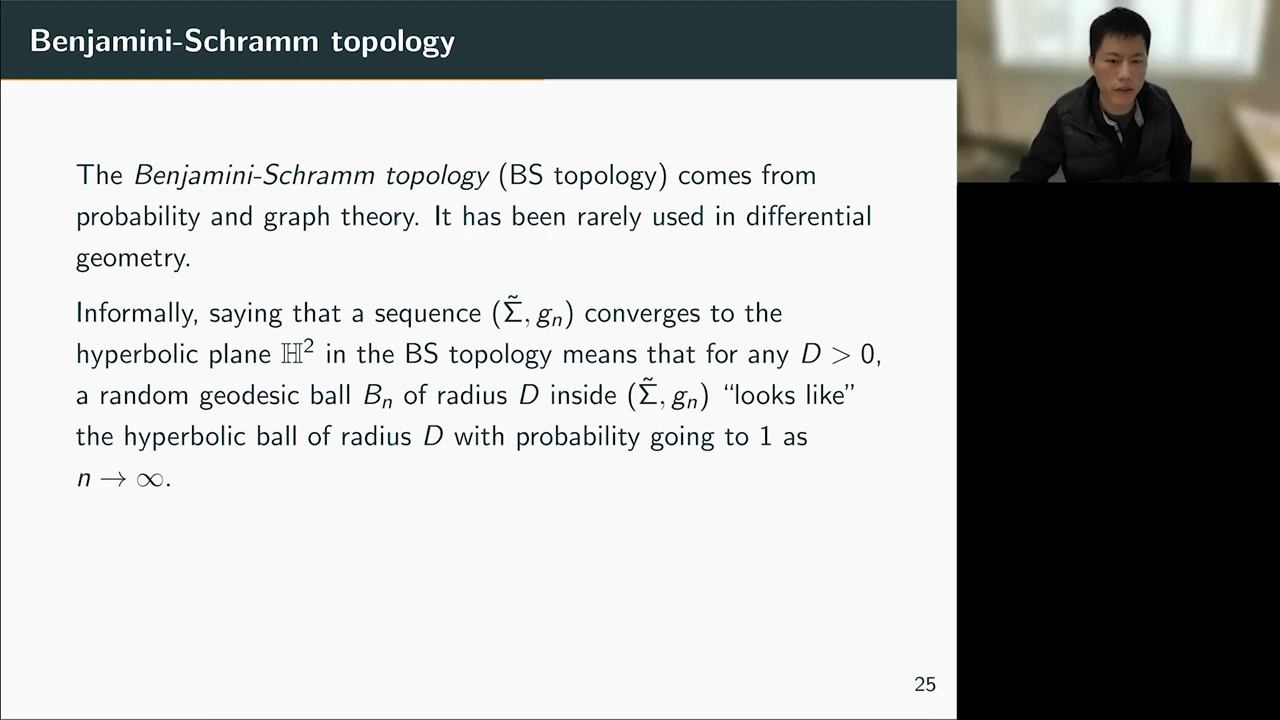 Benjamini-Schramm topology
The Benjamini-Schramm topology (BS topology) comes from
probability and graph theory. It has been rarely used in differential
geometry.
Informally, saying that a sequence (Σ̃, gₙ) converges to the
hyperbolic plane ℍ² in the BS topology means that for any D > 0,
a random geodesic ball Bₙ of radius D inside (Σ̃, gₙ) “looks like”
the hyperbolic ball of radius D with probability going to 1 as
n → ∞.
25